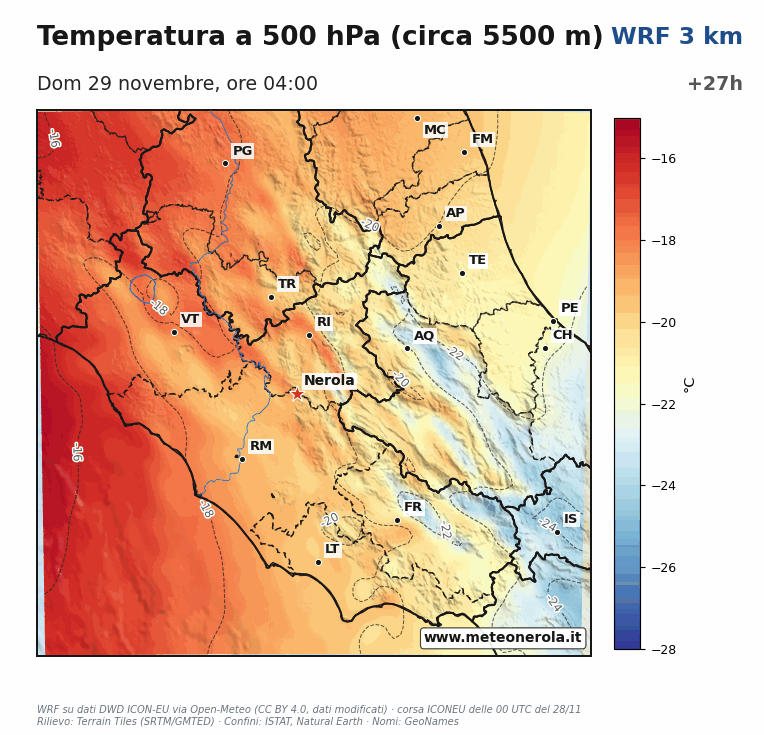 Temperatura a 500 hPa (circa 5500 m) WRF 3 km
Dom 29 novembre, ore 04:00 +27h
-16
PG
MC
FM
-20
AP
TE
-18
VT
TR
RI
PE
CH
AQ
22
-20
Nerola
-16
RM
-18
-20
FR
-22
IS
-24
LT
-24
www.meteonerola.it
−16
−18
−20
−22
−24
−26
−28
°C
WRF su dati DWD ICON-EU via Open-Meteo (CC BY 4.0, dati modificati) · corsa ICONEU delle 00 UTC del 28/11
Rilievo: Terrain Tiles (SRTM/GMTED) · Confini: ISTAT, Natural Earth · Nomi: GeoNames